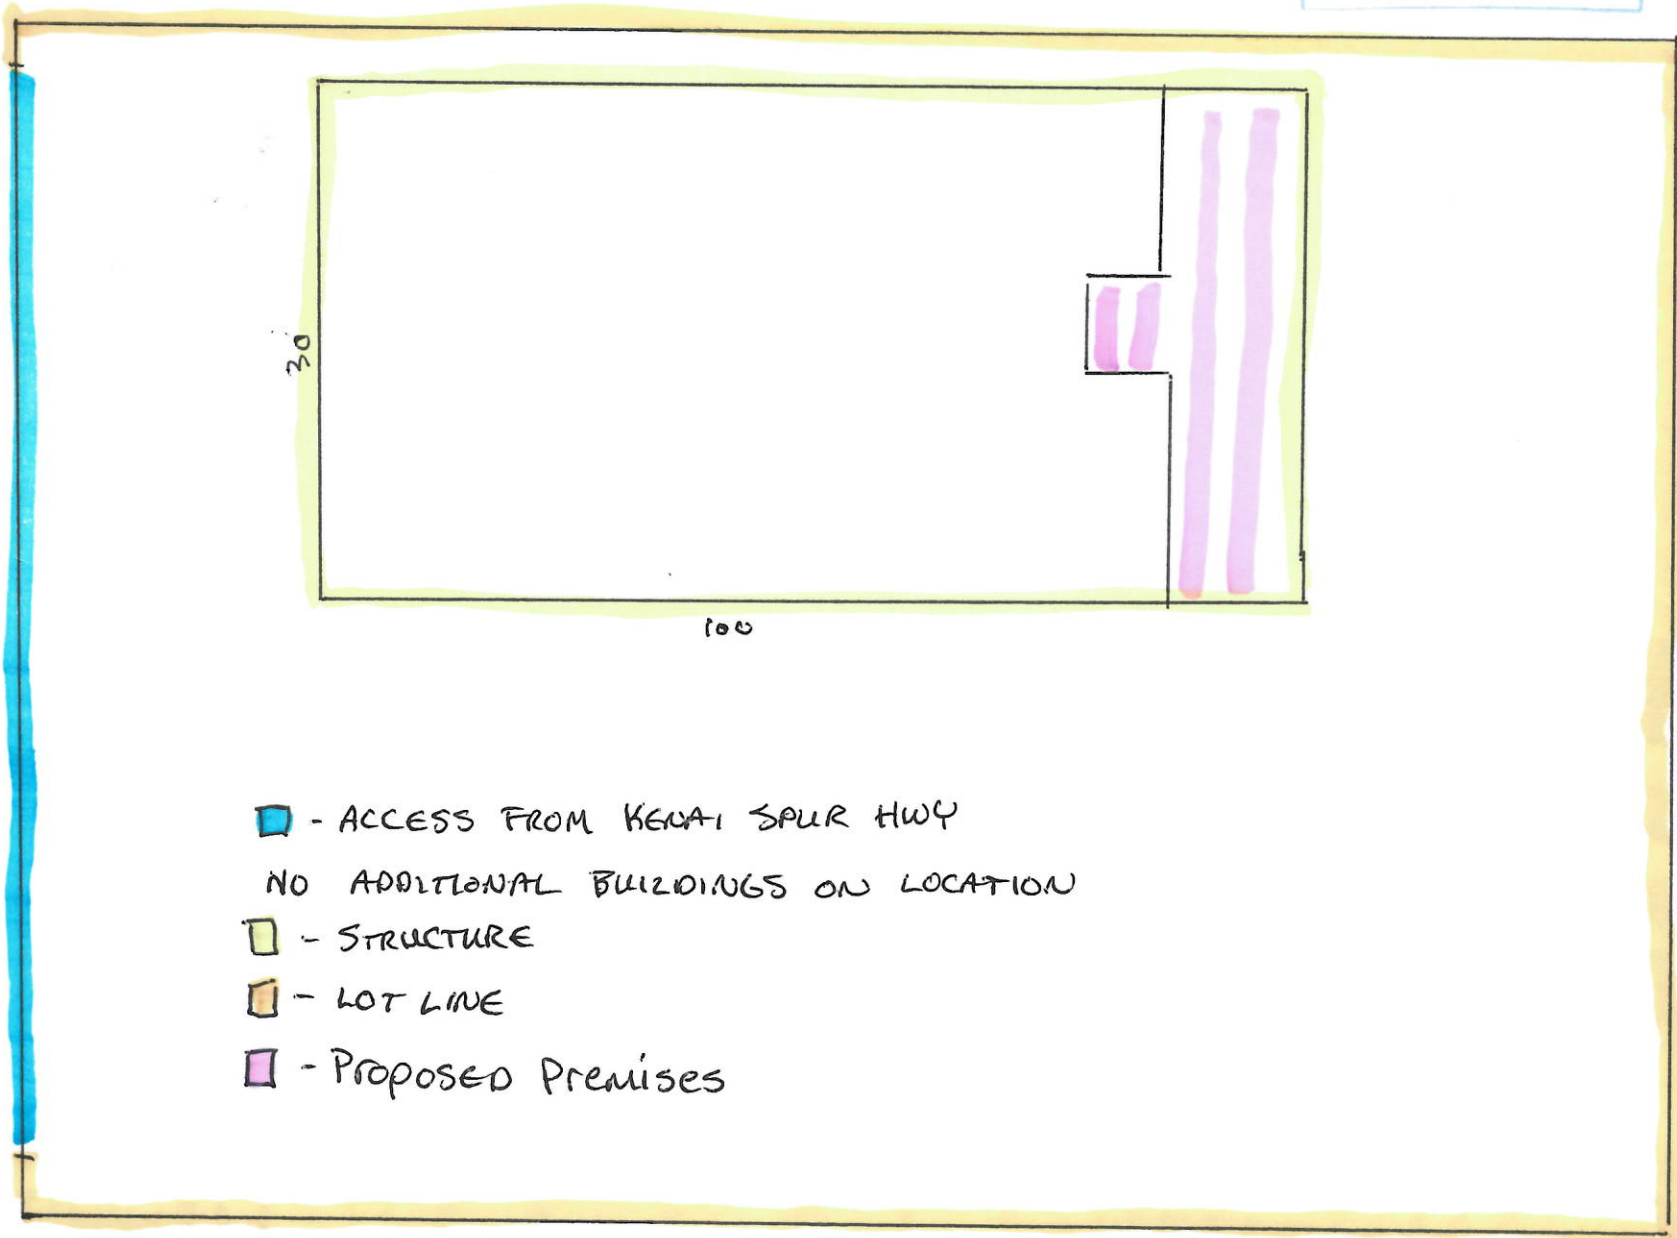 30
100
- ACCESS FROM KENAI SPUR HWY
NO ADDITIONAL BUILDINGS ON LOCATION
- STRUCTURE
- LOT LINE
- Proposed Premises